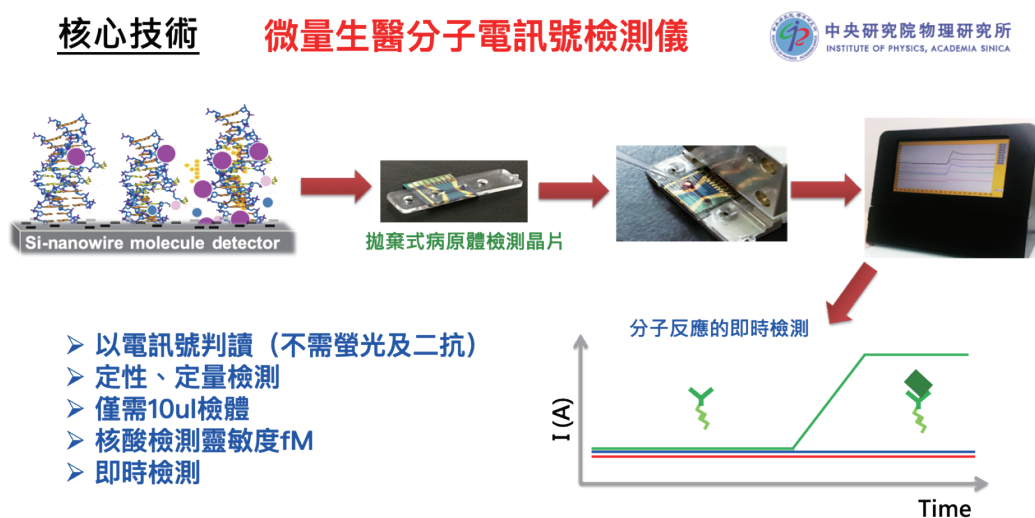 核心技術
微量生醫分子電訊號檢測儀
中央研究院物理研究所
INSTITUTE OF PHYSICS, ACADEMIA SINICA
Si-nanowire molecule detector
拋棄式病原體檢測晶片
➢ 以電訊號判讀（不需螢光及二抗）
➢ 定性、定量檢測
➢ 僅需10ul檢體
➢ 核酸檢測靈敏度fM
➢ 即時檢測
分子反應的即時檢測
I (A)
Time